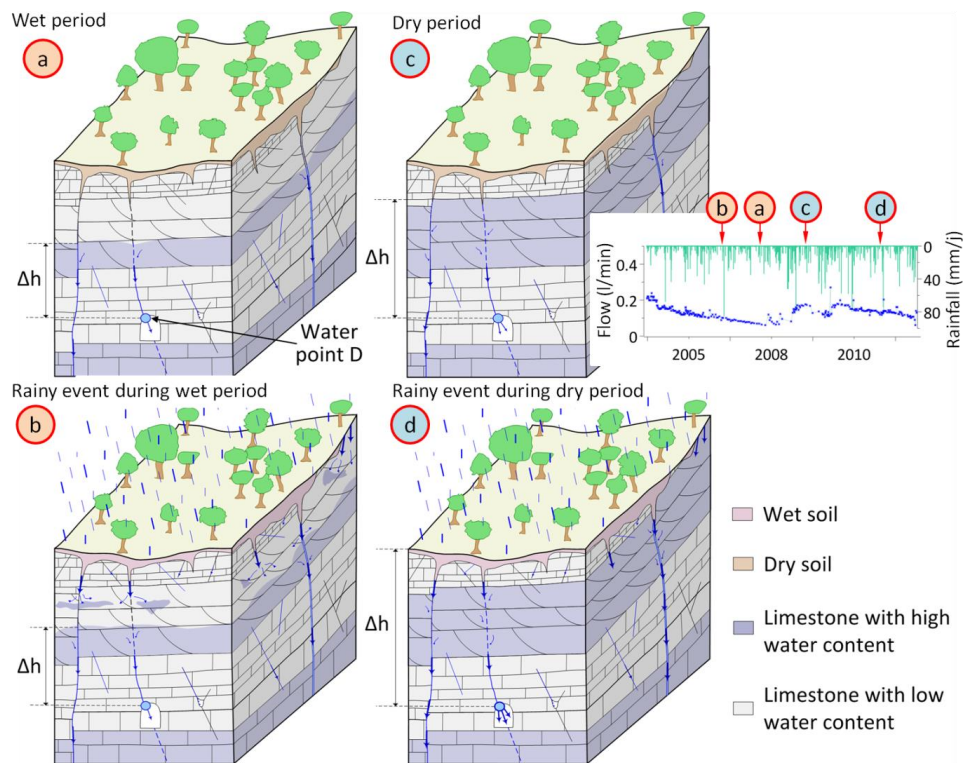 Wet period
a
Δh
Water
point D
Dry period
c
Δh
b
a
c
d
Flow (l/min)
0.4
0.2
0
Rainfall (mm/j)
0
40
80
2005
2008
2010
Rainy event during wet period
b
Δh
Rainy event during dry period
d
Δh
Wet soil
Dry soil
Limestone with high
water content
Limestone with low
water content